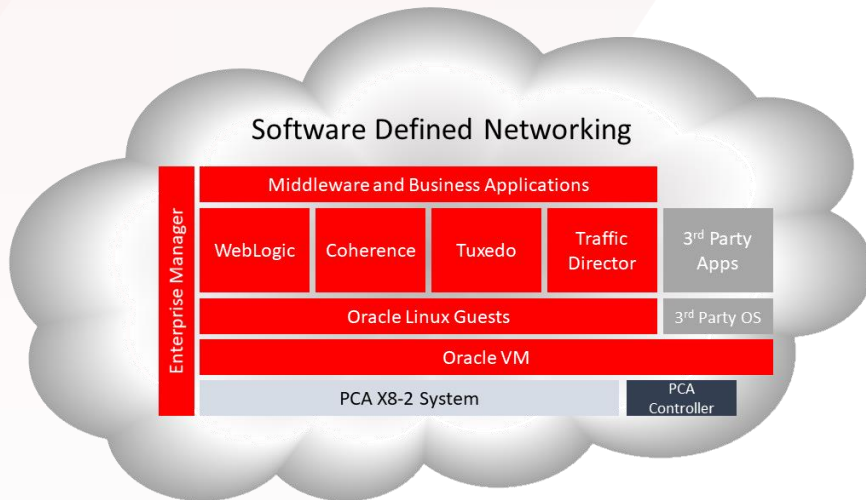 Software Defined Networking
Enterprise Manager
Middleware and Business Applications
WebLogic
Coherence
Tuxedo
Traffic
Director
3rd Party
Apps
Oracle Linux Guests
3rd Party OS
Oracle VM
PCA X8-2 System
PCA
Controller